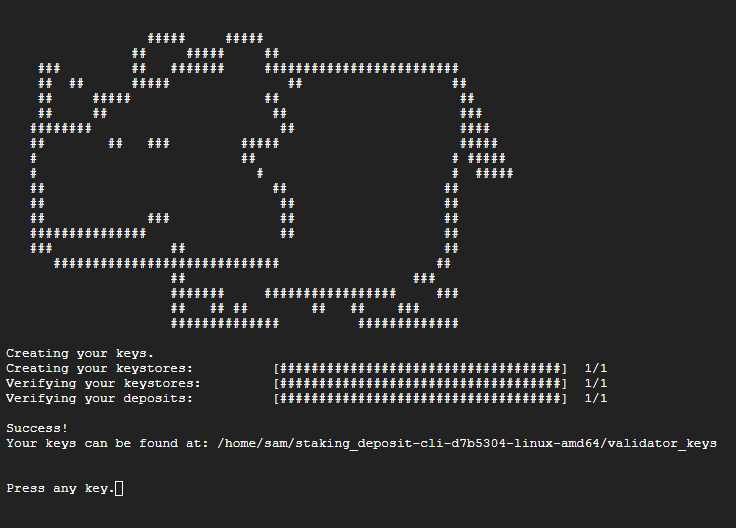 Creating your keys.
Creating your keystores: [####################################] 1/1
Verifying your keystores: [####################################] 1/1
Verifying your deposits: [####################################] 1/1
Success!
Your keys can be found at: /home/sam/staking_deposit-cli-d7b5304-linux-amd64/validator_keys
Press any key.